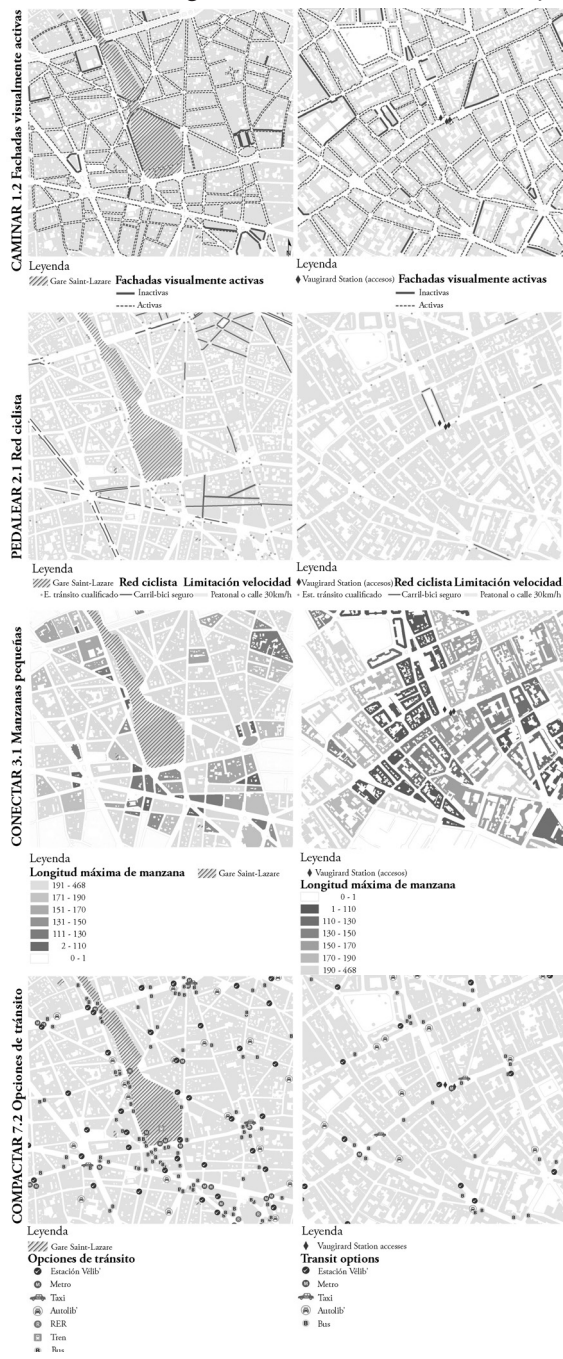 CAMINAR 1.2 Fachadas visualmente activas
Leyenda
Gare Saint-Lazare Fachadas visualmente activas
Inactivas
Activas
Leyenda
Vaugirard Station (accesos) Fachadas visualmente activas
Inactivas
Activas
PEDALEAR 2.1 Red ciclista
Leyenda
Gare Saint-Lazare Red ciclista Limitación velocidad
E. tránsito cualificado Carril-bici seguro Peatonal o calle 30km/h
Leyenda
Vaugirard Station (accesos) Red ciclista Limitación velocidad
Est. tránsito cualificado Carril-bici seguro Peatonal o calle 30km/h
CONECTAR 3.1 Manzanas pequeñas
Leyenda
Longitud máxima de manzana Gare Saint-Lazare
191 - 468
171 - 190
151 - 170
131 - 150
111 - 130
2 - 110
0 - 1
Leyenda
Vaugirard Station (accesos)
Longitud máxima de manzana
0 - 1
1 - 110
110 - 130
130 - 150
150 - 170
170 - 190
190 - 468
COMPACTAR 7.2 Opciones de tránsito
Leyenda
Gare Saint-Lazare
Opciones de tránsito
Estación Vélib'
Metro
Taxi
Autolib'
RER
Tren
Bus
Leyenda
Vaugirard Station accesses
Transit options
Estación Vélib'
Metro
Taxi
Autolib'
Bus